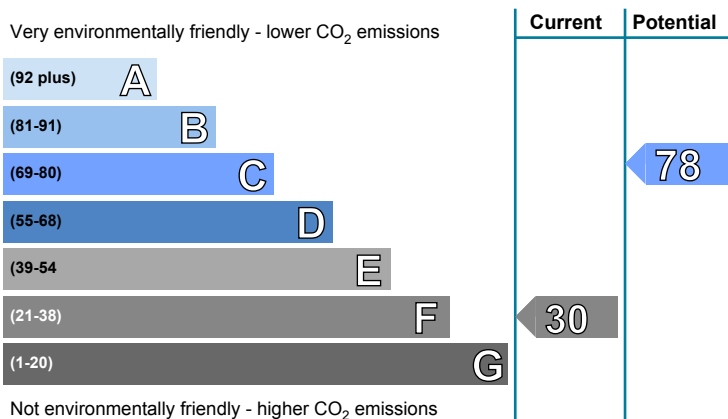 Very environmentally friendly - lower CO2 emissions
Current
Potential
(92 plus) A
(81-91) B
(69-80) C
78
(55-68) D
(39-54 E
(21-38) F
30
(1-20) G
Not environmentally friendly - higher CO2 emissions